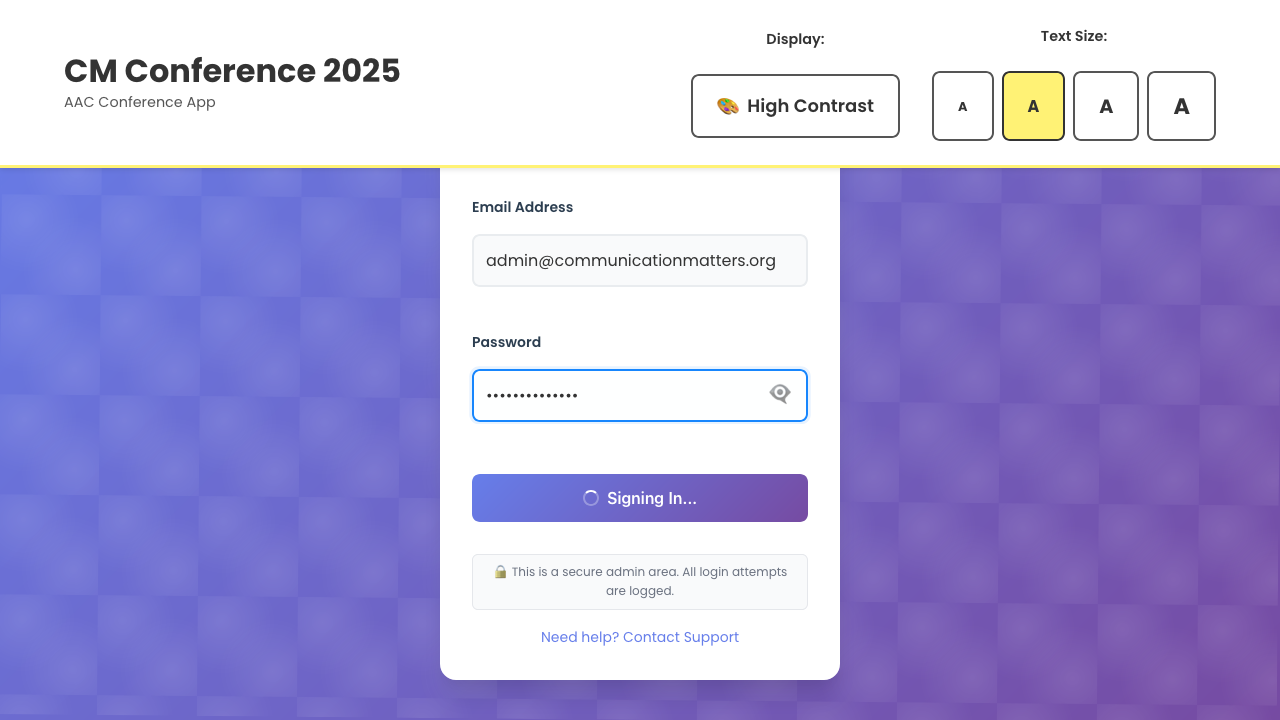 CM Conference 2025
AAC Conference App
Display:
🎨 High Contrast
Text Size:
A
A
A
A
Email Address
admin@communicationmatters.org
Password
••••••••••••••
Signing In...
🔒 This is a secure admin area. All login attempts
are logged.
Need help? Contact Support